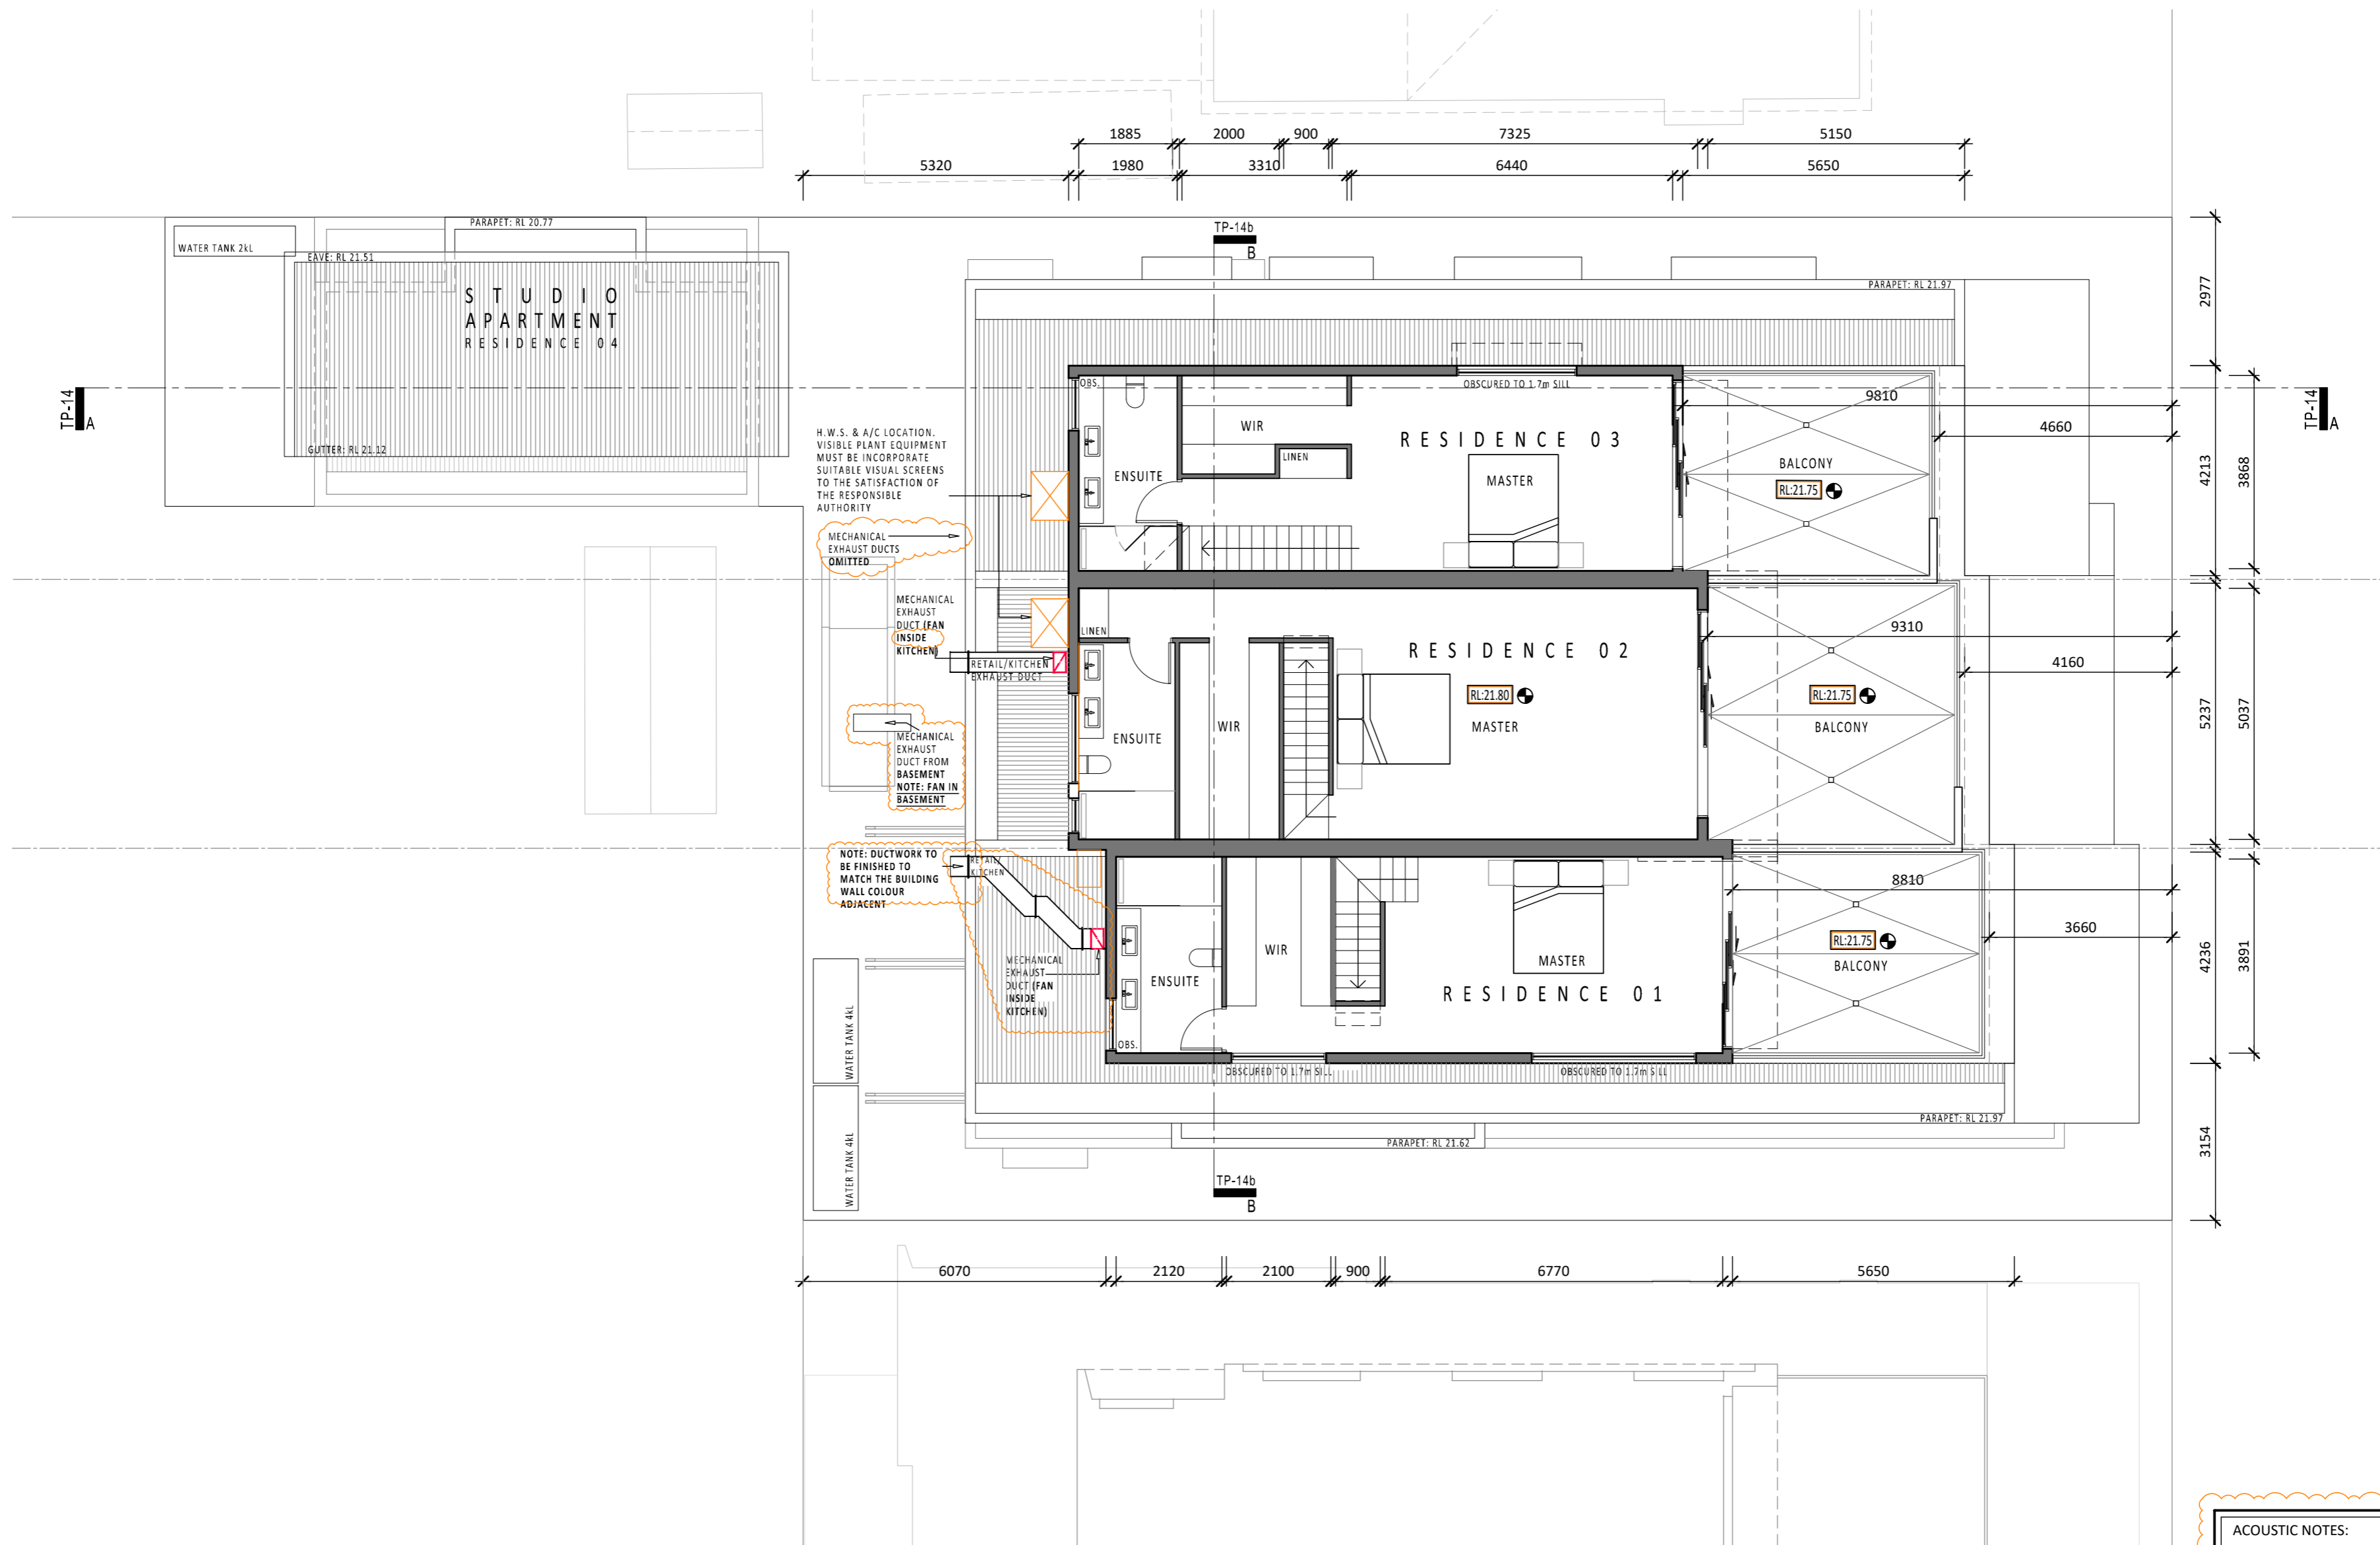 1885 2000 900 7325 5150
5320 1980 3310 6440 5650
PARAPET: RL 20.77
WATER TANK 2kL
EAVE: RL 21.51
STUDIO
APARTMENT
RESIDENCE 04
GUTTER: RL 21.12
TP-14
A
TP-14b
B
PARAPET: RL 21.97
2977
TP-14
A
OBS.
OBSCURED TO 1.7m SILL
WIR
LINEN
ENSUITE
RESIDENCE 03
MASTER
9810
4660
BALCONY
RL:21.75
4213
3868
H.W.S. & A/C LOCATION.
VISIBLE PLANT EQUIPMENT
MUST BE INCORPORATE
SUITABLE VISUAL SCREENS
TO THE SATISFACTION OF
THE RESPONSIBLE
AUTHORITY
MECHANICAL
EXHAUST DUCTS
OMITTED
MECHANICAL
EXHAUST
DUCT (FAN
INSIDE
KITCHEN)
RETAIL/KITCHEN
EXHAUST DUCT
LINEN
RESIDENCE 02
RL:21.80
MASTER
ENSUITE
WIR
9310
4160
RL:21.75
BALCONY
5237
5037
MECHANICAL
EXHAUST
DUCT FROM
BASEMENT
NOTE: FAN IN
BASEMENT
NOTE: DUCTWORK TO
BE FINISHED TO
MATCH THE BUILDING
WALL COLOUR
ADJACENT
RETAIL/
KITCHEN
MECHANICAL
EXHAUST
DUCT (FAN
INSIDE
KITCHEN)
ENSUITE
WIR
MASTER
RESIDENCE 01
OBS.
8810
3660
RL:21.75
BALCONY
4236
3891
OBSCURED TO 1.7m SILL
OBSCURED TO 1.7m SILL
WATER TANK 4kL
WATER TANK 4kL
PARAPET: RL 21.97
PARAPET: RL 21.62
3154
TP-14b
B
6070 2120 2100 900 6770 5650
ACOUSTIC NOTES: